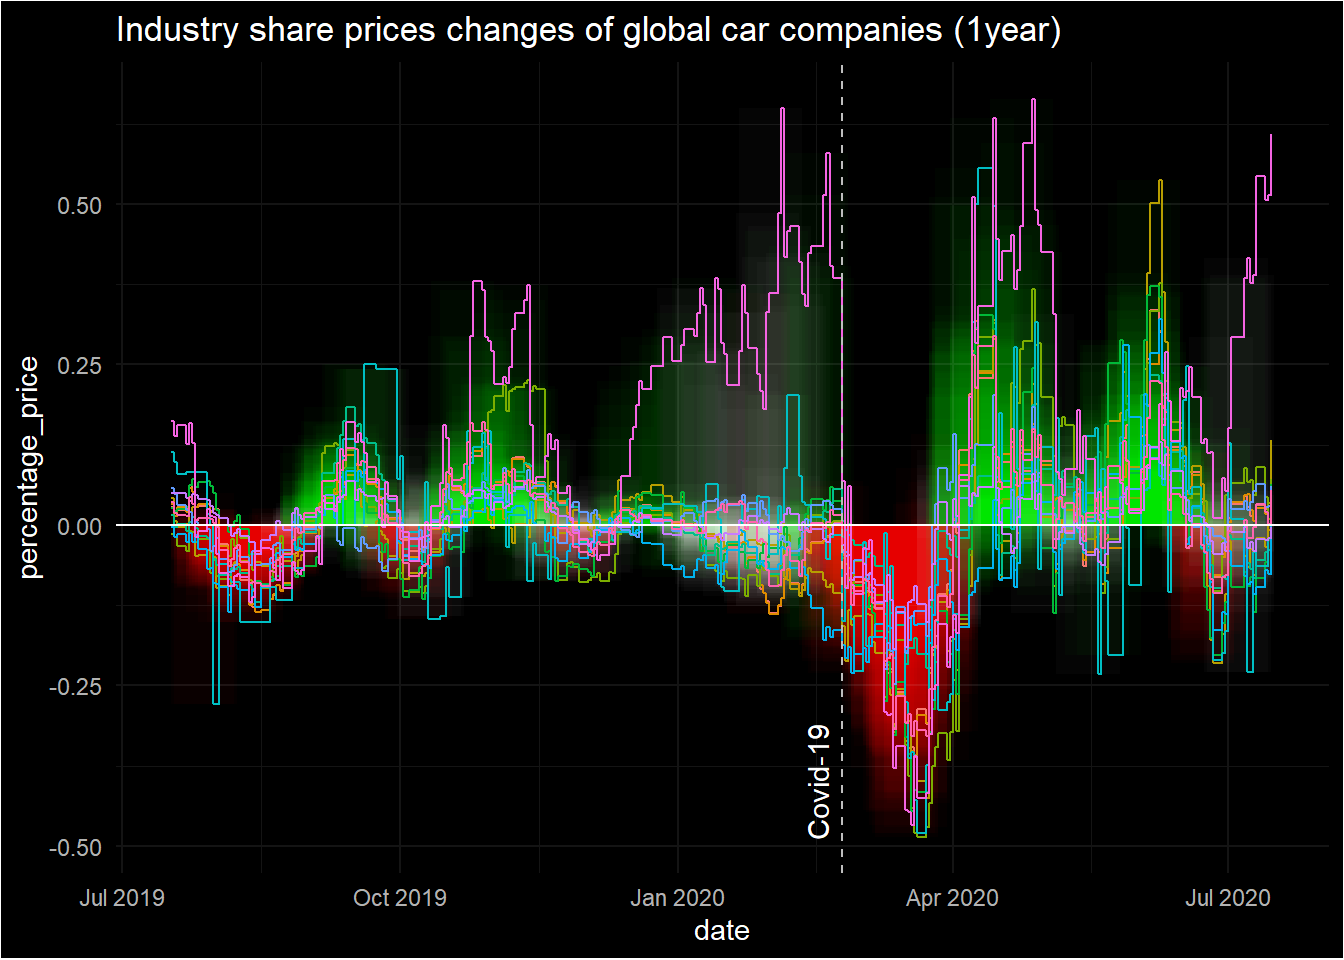 Industry share prices changes of global car companies (1year)
percentage_price
0.50
0.25
0.00
-0.25
-0.50
Covid-19
Jul 2019
Oct 2019
Jan 2020
Apr 2020
Jul 2020
date